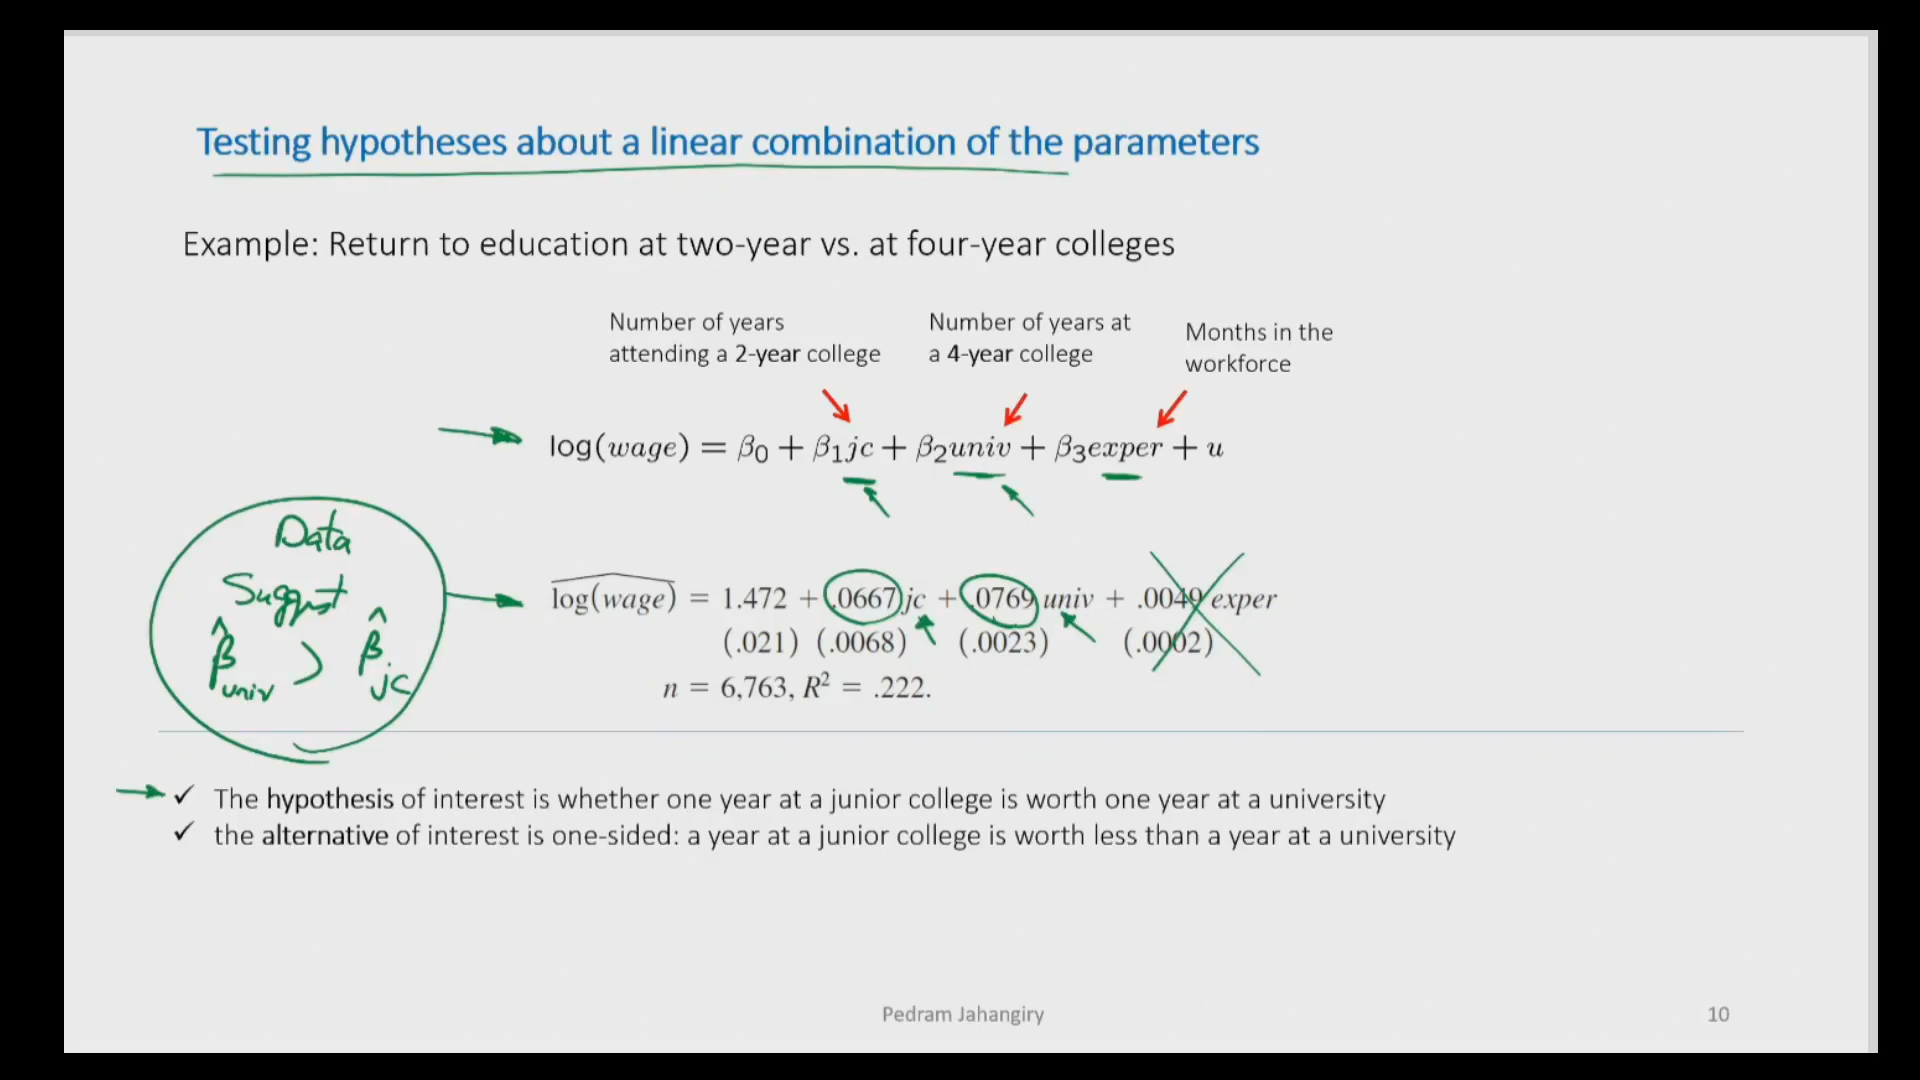 Testing hypotheses about a linear combination of the parameters
Example: Return to education at two-year vs. at four-year colleges
Number of years
attending a 2-year college
Number of years at
a 4-year college
Months in the
workforce
log(wage) = β₀ + β₁jc + β₂univ + β₃exper + u
Data
Suggest
β̂univ > β̂jc
log(wage)^ = 1.472 + .0667 jc + .0769 univ + .0049 exper
(.021) (.0068) (.0023) (.0002)
n = 6,763, R² = .222.
✓ The hypothesis of interest is whether one year at a junior college is worth one year at a university
✓ the alternative of interest is one-sided: a year at a junior college is worth less than a year at a university
Pedram Jahangiry
10